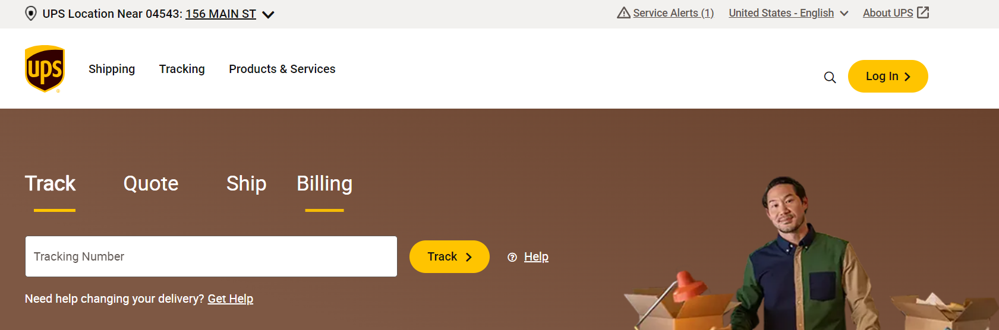 UPS Location Near 04543: 156 MAIN ST
Service Alerts (1) United States - English About UPS
ups
Shipping Tracking Products & Services
Log In
Track Quote Ship Billing
Tracking Number
Track
Help
Need help changing your delivery? Get Help